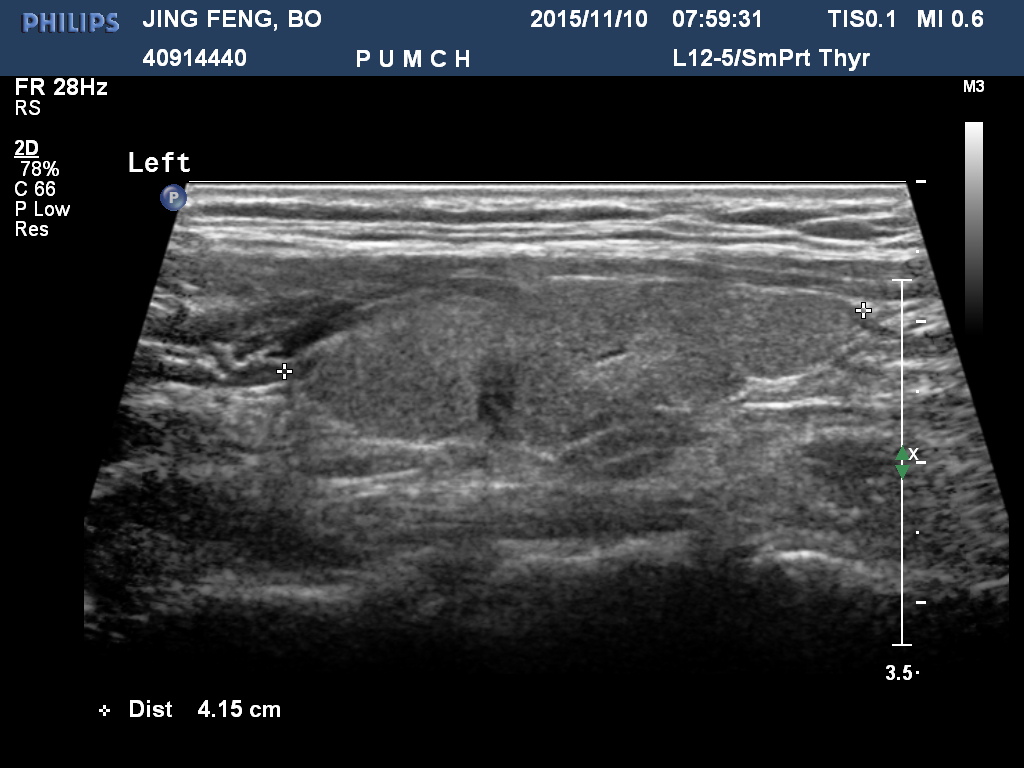 PHILIPS JING FENG, BO 2015/11/10 07:59:31 TIS0.1 MI 0.6
40914440 P U M C H L12-5/SmPrt Thyr
FR 28Hz M3
RS
2D
78%
C 66
P Low
Res
Left
P
X
3.5
Dist 4.15 cm